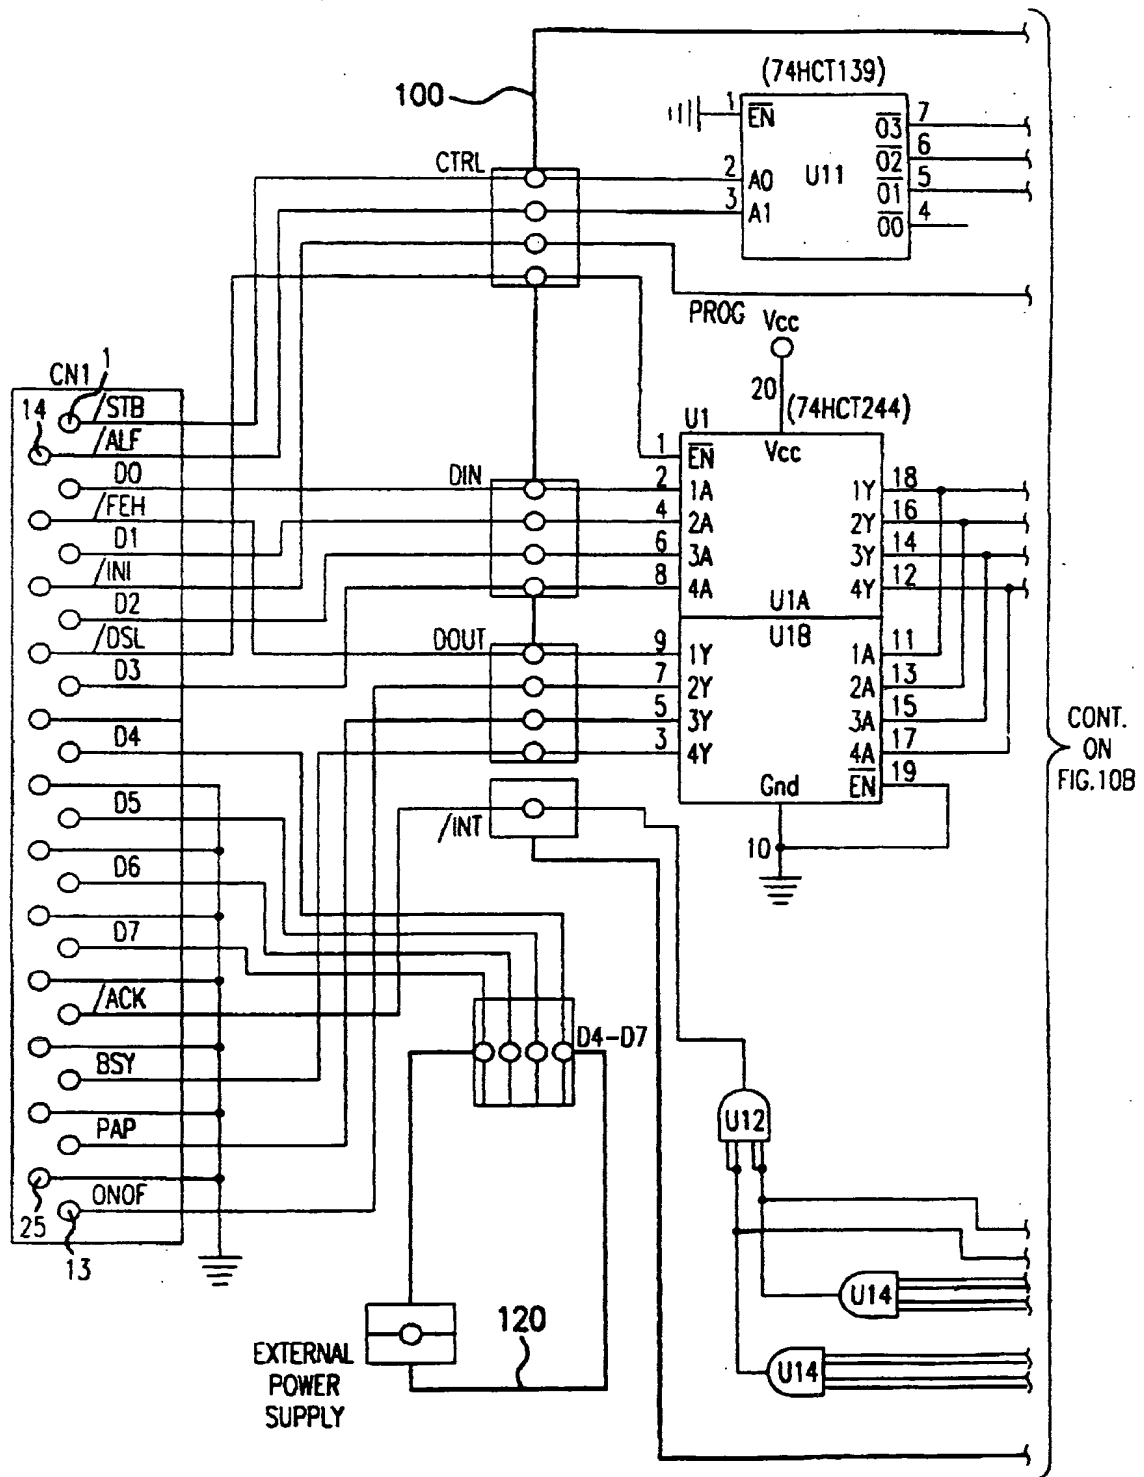 (74HCT139)
100
1
EN
O3
7
CTRL
O2
6
2
A0
U11
O1
5
3
A1
O0
4
PROG
Vcc
CN1
1
20
14
/STB
U1
(74HCT244)
/ALF
1
EN
Vcc
D0
DIN
2
1A
1Y
18
/FEH
4
2A
2Y
16
D1
6
3A
3Y
14
/INI
8
4A
4Y
12
D2
U1A
U1B
/DSL
DOUT
9
1Y
1A
11
D3
7
2Y
2A
13
5
3Y
3A
15
D4
3
4Y
4A
17
CONT.
ON
FIG.10B
Gnd
EN
19
D5
/INT
10
D6
D7
/ACK
D4-D7
BSY
U12
PAP
ONOF
25
13
U14
120
EXTERNAL
POWER
SUPPLY
U14